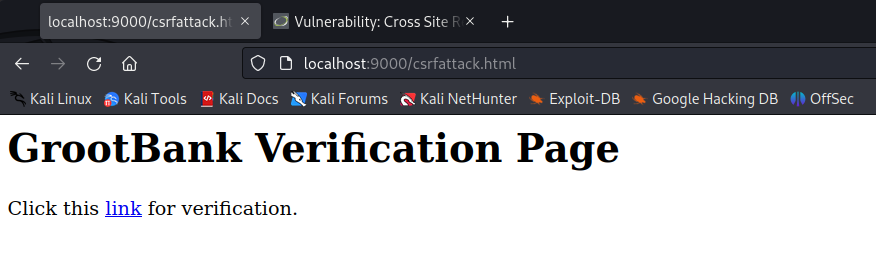 localhost:9000/csrfattack.ht
Vulnerability: Cross Site R
localhost:9000/csrfattack.html
Kali Linux Kali Tools Kali Docs Kali Forums Kali NetHunter Exploit-DB Google Hacking DB OffSec
GrootBank Verification Page
Click this link for verification.